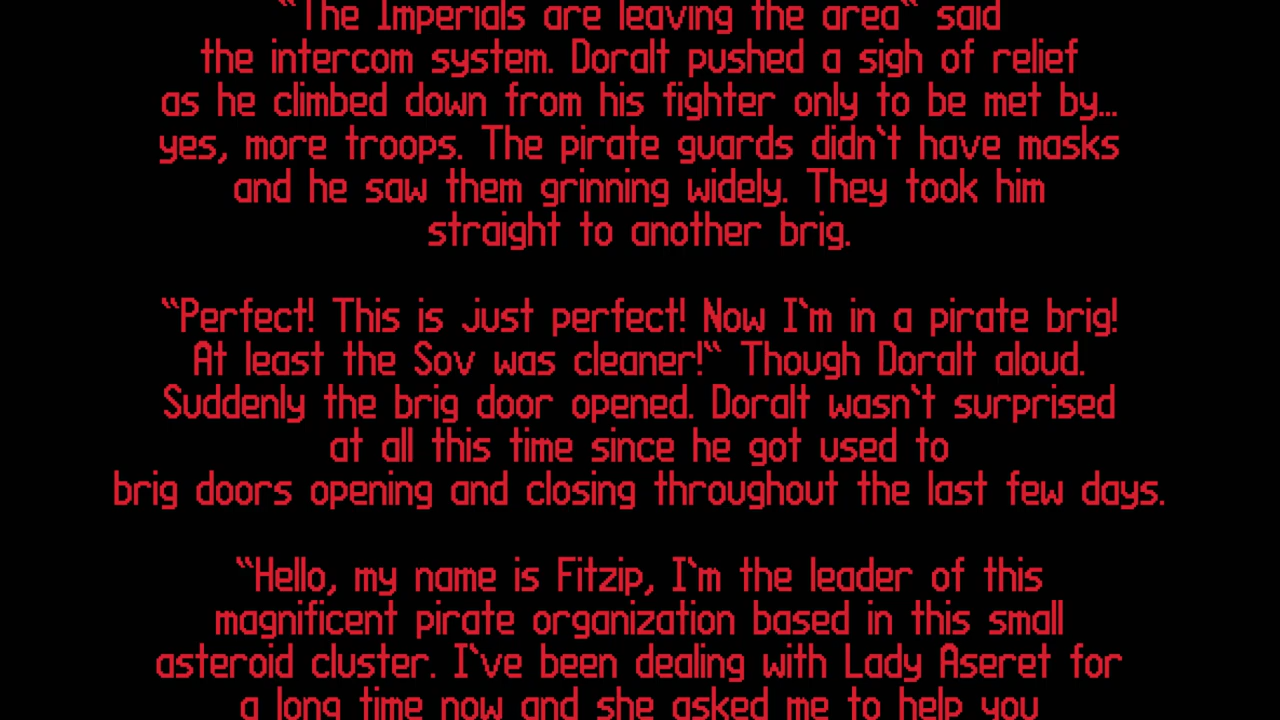 “The Imperials are leaving the area“ said
the intercom system. Doralt pushed a sigh of relief
as he climbed down from his fighter only to be met by...
yes, more troops. The pirate guards didn`t have masks
and he saw them grinning widely. They took him
straight to another brig.
“Perfect! This is just perfect! Now I`m in a pirate brig!
At least the Sov was cleaner!“ Though Doralt aloud.
Suddenly the brig door opened. Doralt wasn`t surprised
at all this time since he got used to
brig doors opening and closing throughout the last few days.
“Hello, my name is Fitzip, I`m the leader of this
magnificent pirate organization based in this small
asteroid cluster. I`ve been dealing with Lady Aseret for
a long time now and she asked me to help you